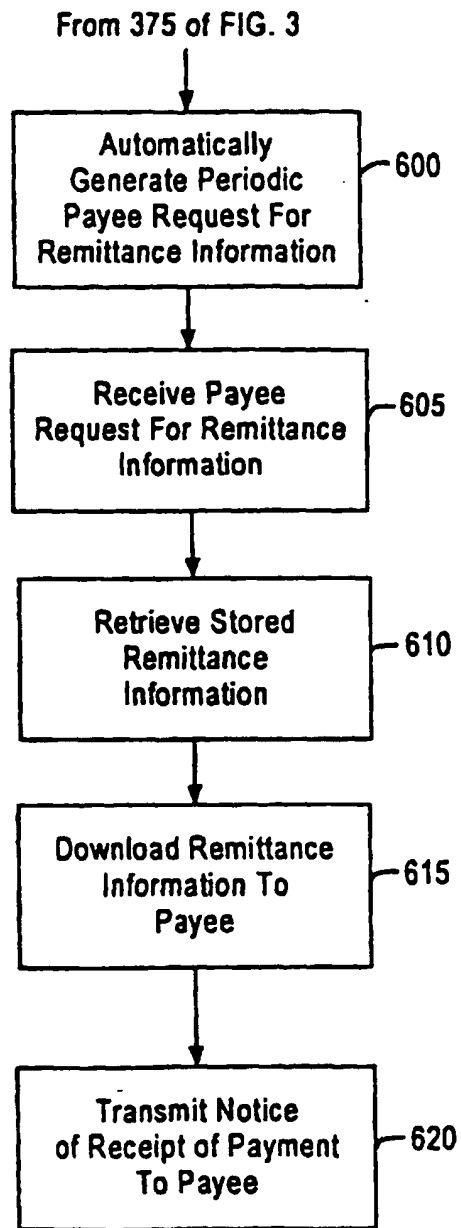 From 375 of FIG. 3
Automatically
Generate Periodic
Payee Request For
Remittance Information
600
Receive Payee
Request For Remittance
Information
605
Retrieve Stored
Remittance
Information
610
Download Remittance
Information To
Payee
615
Transmit Notice
of Receipt of Payment
To Payee
620